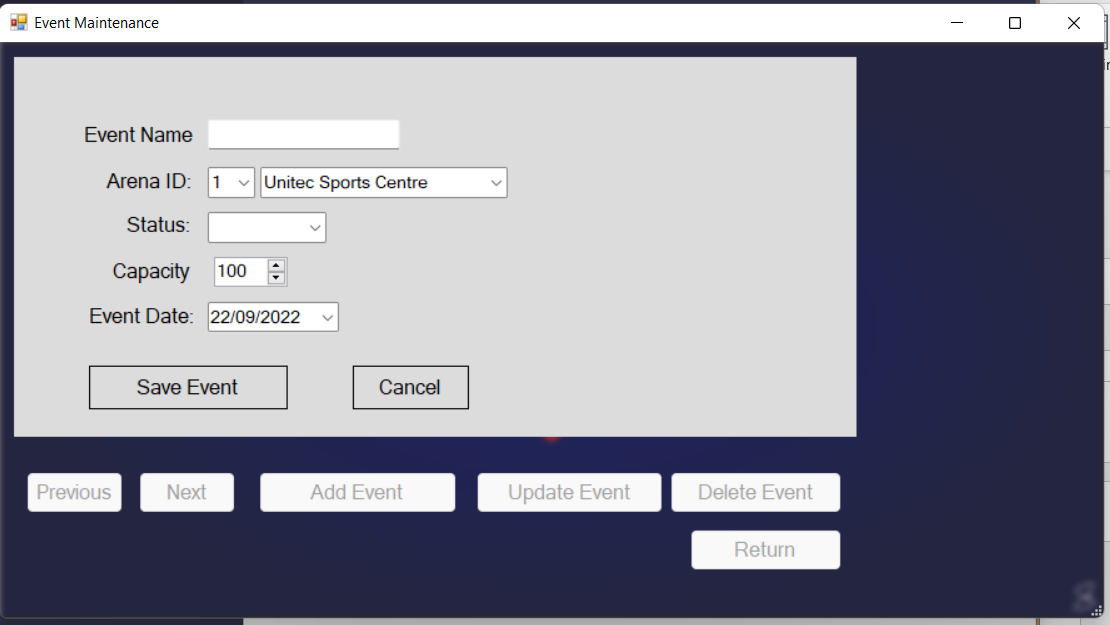 Event Maintenance
Event Name
Arena ID: 1 Unitec Sports Centre
Status:
Capacity 100
Event Date: 22/09/2022
Save Event Cancel
Previous Next Add Event Update Event Delete Event
Return